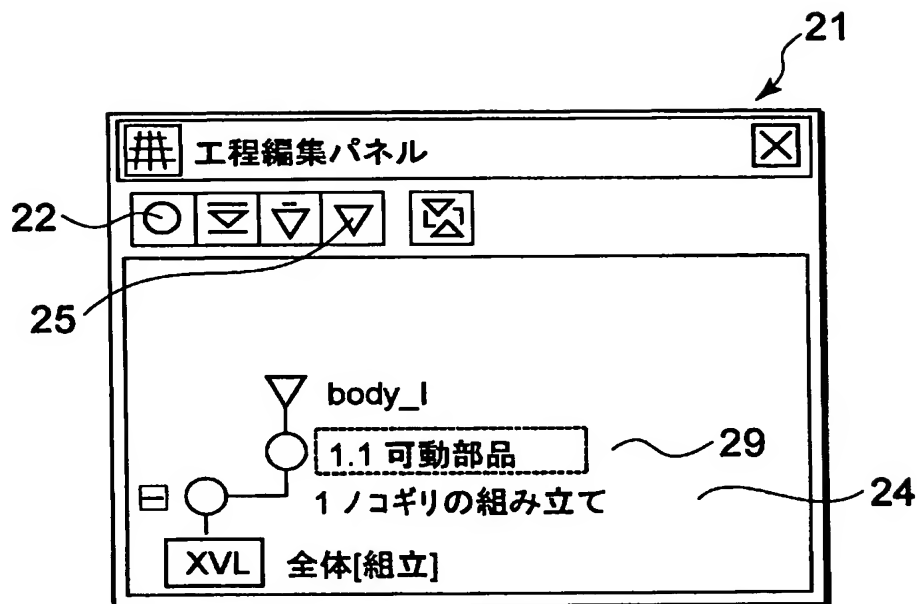 21
工程編集パネル
22
25
body_l
1.1 可動部品
29
1 ノコギリの組み立て
24
XVL 全体[組立]